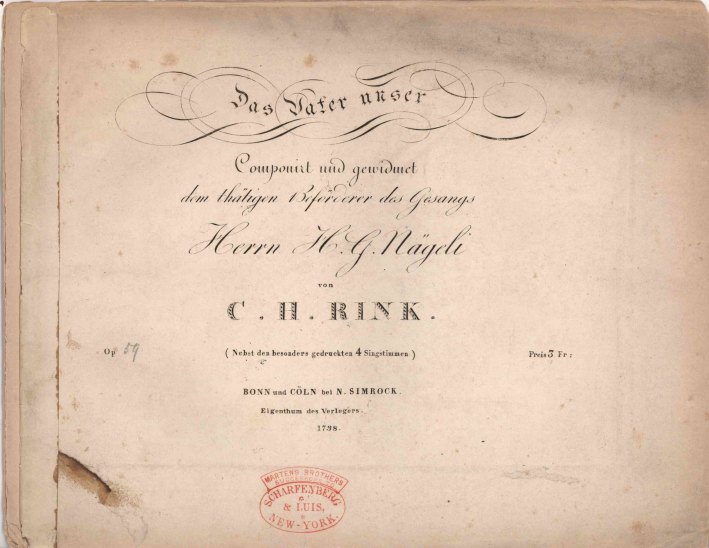 Das Vater unser
Componirt und gewidmet
dem thätigen Beförderer des Gesangs
Herrn H. G. Nägeli
von
C. H. RINK.
Op 59
(Nebst den besonders gedruckten 4 Singstimmen)
Preis 3 Fr:
BONN und CÖLN bei N. SIMROCK.
Eigenthum des Verlegers.
1798.
MARTENS BROTHERS
SCHARFENBERG
& LUIS,
NEW-YORK.